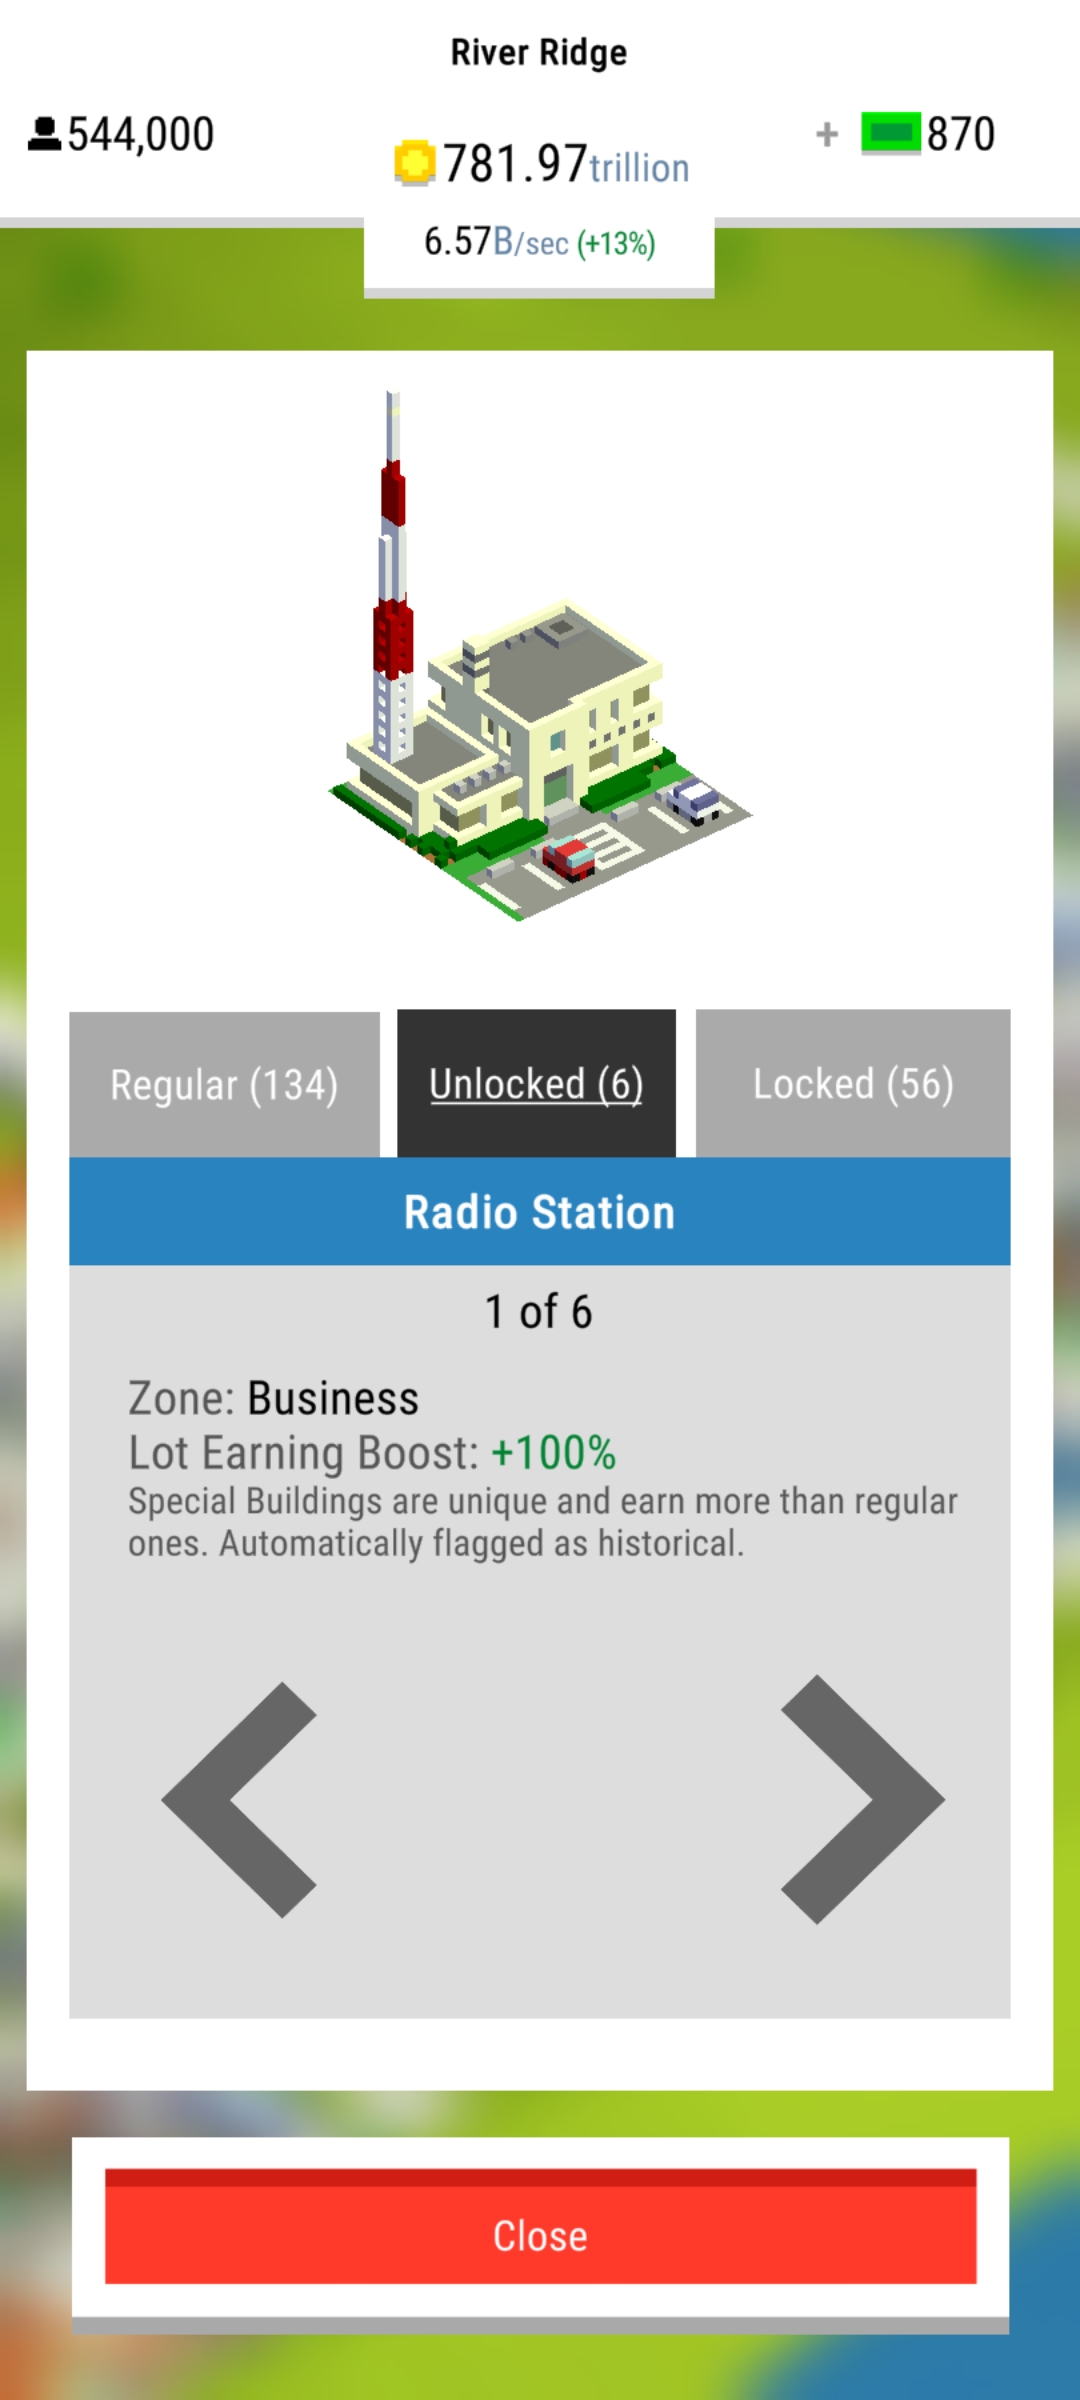 River Ridge
544,000
781.97trillion
+ 870
6.57B/sec (+13%)
Regular (134)
Unlocked (6)
Locked (56)
Radio Station
1 of 6
Zone: Business
Lot Earning Boost: +100%
Special Buildings are unique and earn more than regular
ones. Automatically flagged as historical.
Close